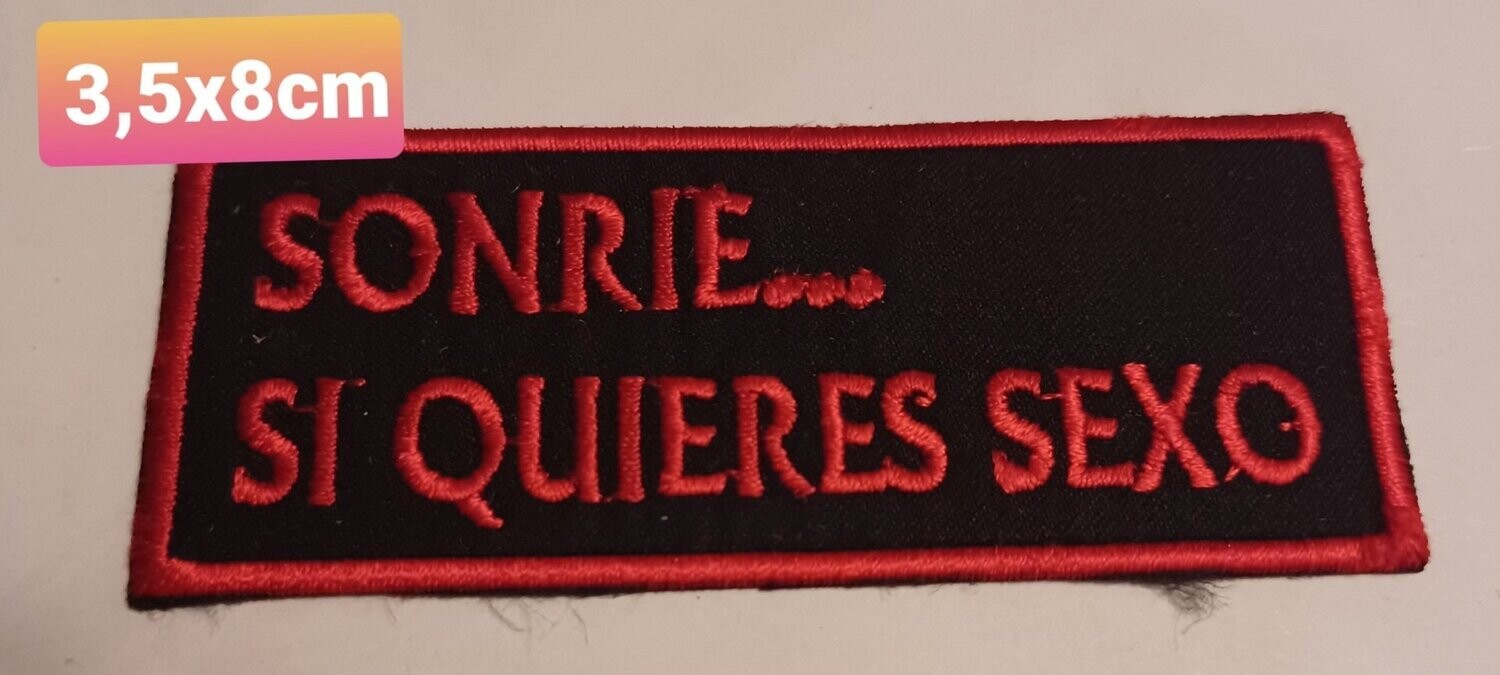 3,5x8cm
SONRIE...
SI QUIERES SEXO